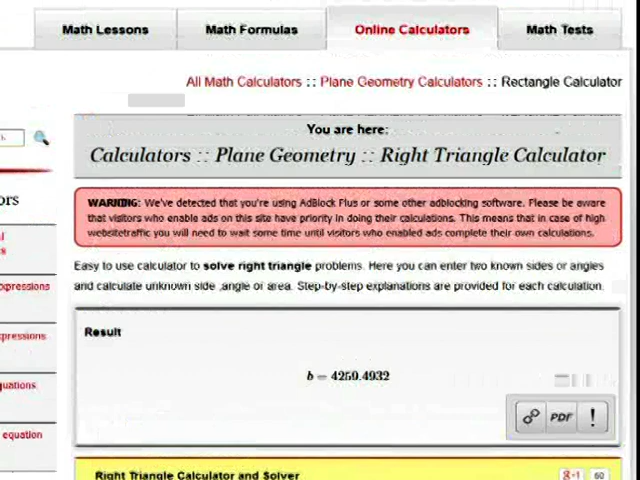 Math Lessons
Math Formulas
Online Calculators
Math Tests
All Math Calculators :: Plane Geometry Calculators :: Rectangle Calculator
You are here:
Calculators :: Plane Geometry :: Right Triangle Calculator
WARNING: We've detected that you're using AdBlock Plus or some other adblocking software. Please be aware
that visitors who enable ads on this site have priority in doing their calculations. This means that in case of high
websitetraffic you will need to wait some time until visitors who enabled ads complete their own calculations.
Easy to use calculator to solve right triangle problems. Here you can enter two known sides or angles
and calculate unknown side ,angle or area. Step-by-step explanations are provided for each calculation.
Result
b = 4259.4932
PDF !
expressions
quations
equation
Right Triangle Calculator and Solver
g+1 60